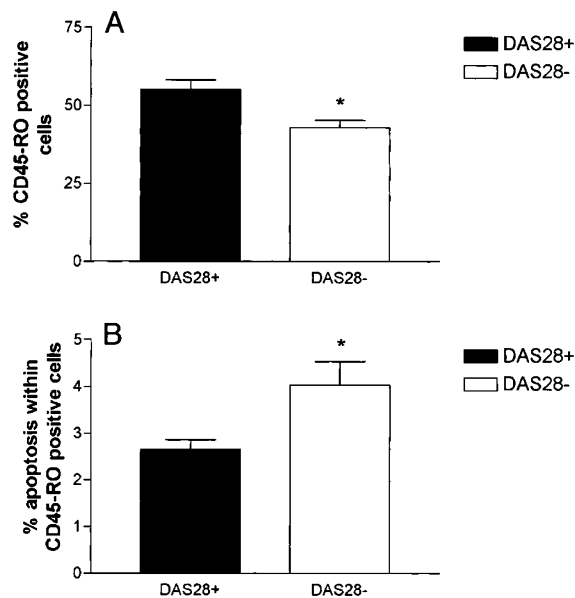 A
75
50
25
0
% CD45-RO positive
cells
*
DAS28+
DAS28-
DAS28+
DAS28-
B
5
4
3
2
1
0
% apoptosis within
CD45-RO positive cells
*
DAS28+
DAS28-
DAS28+
DAS28-